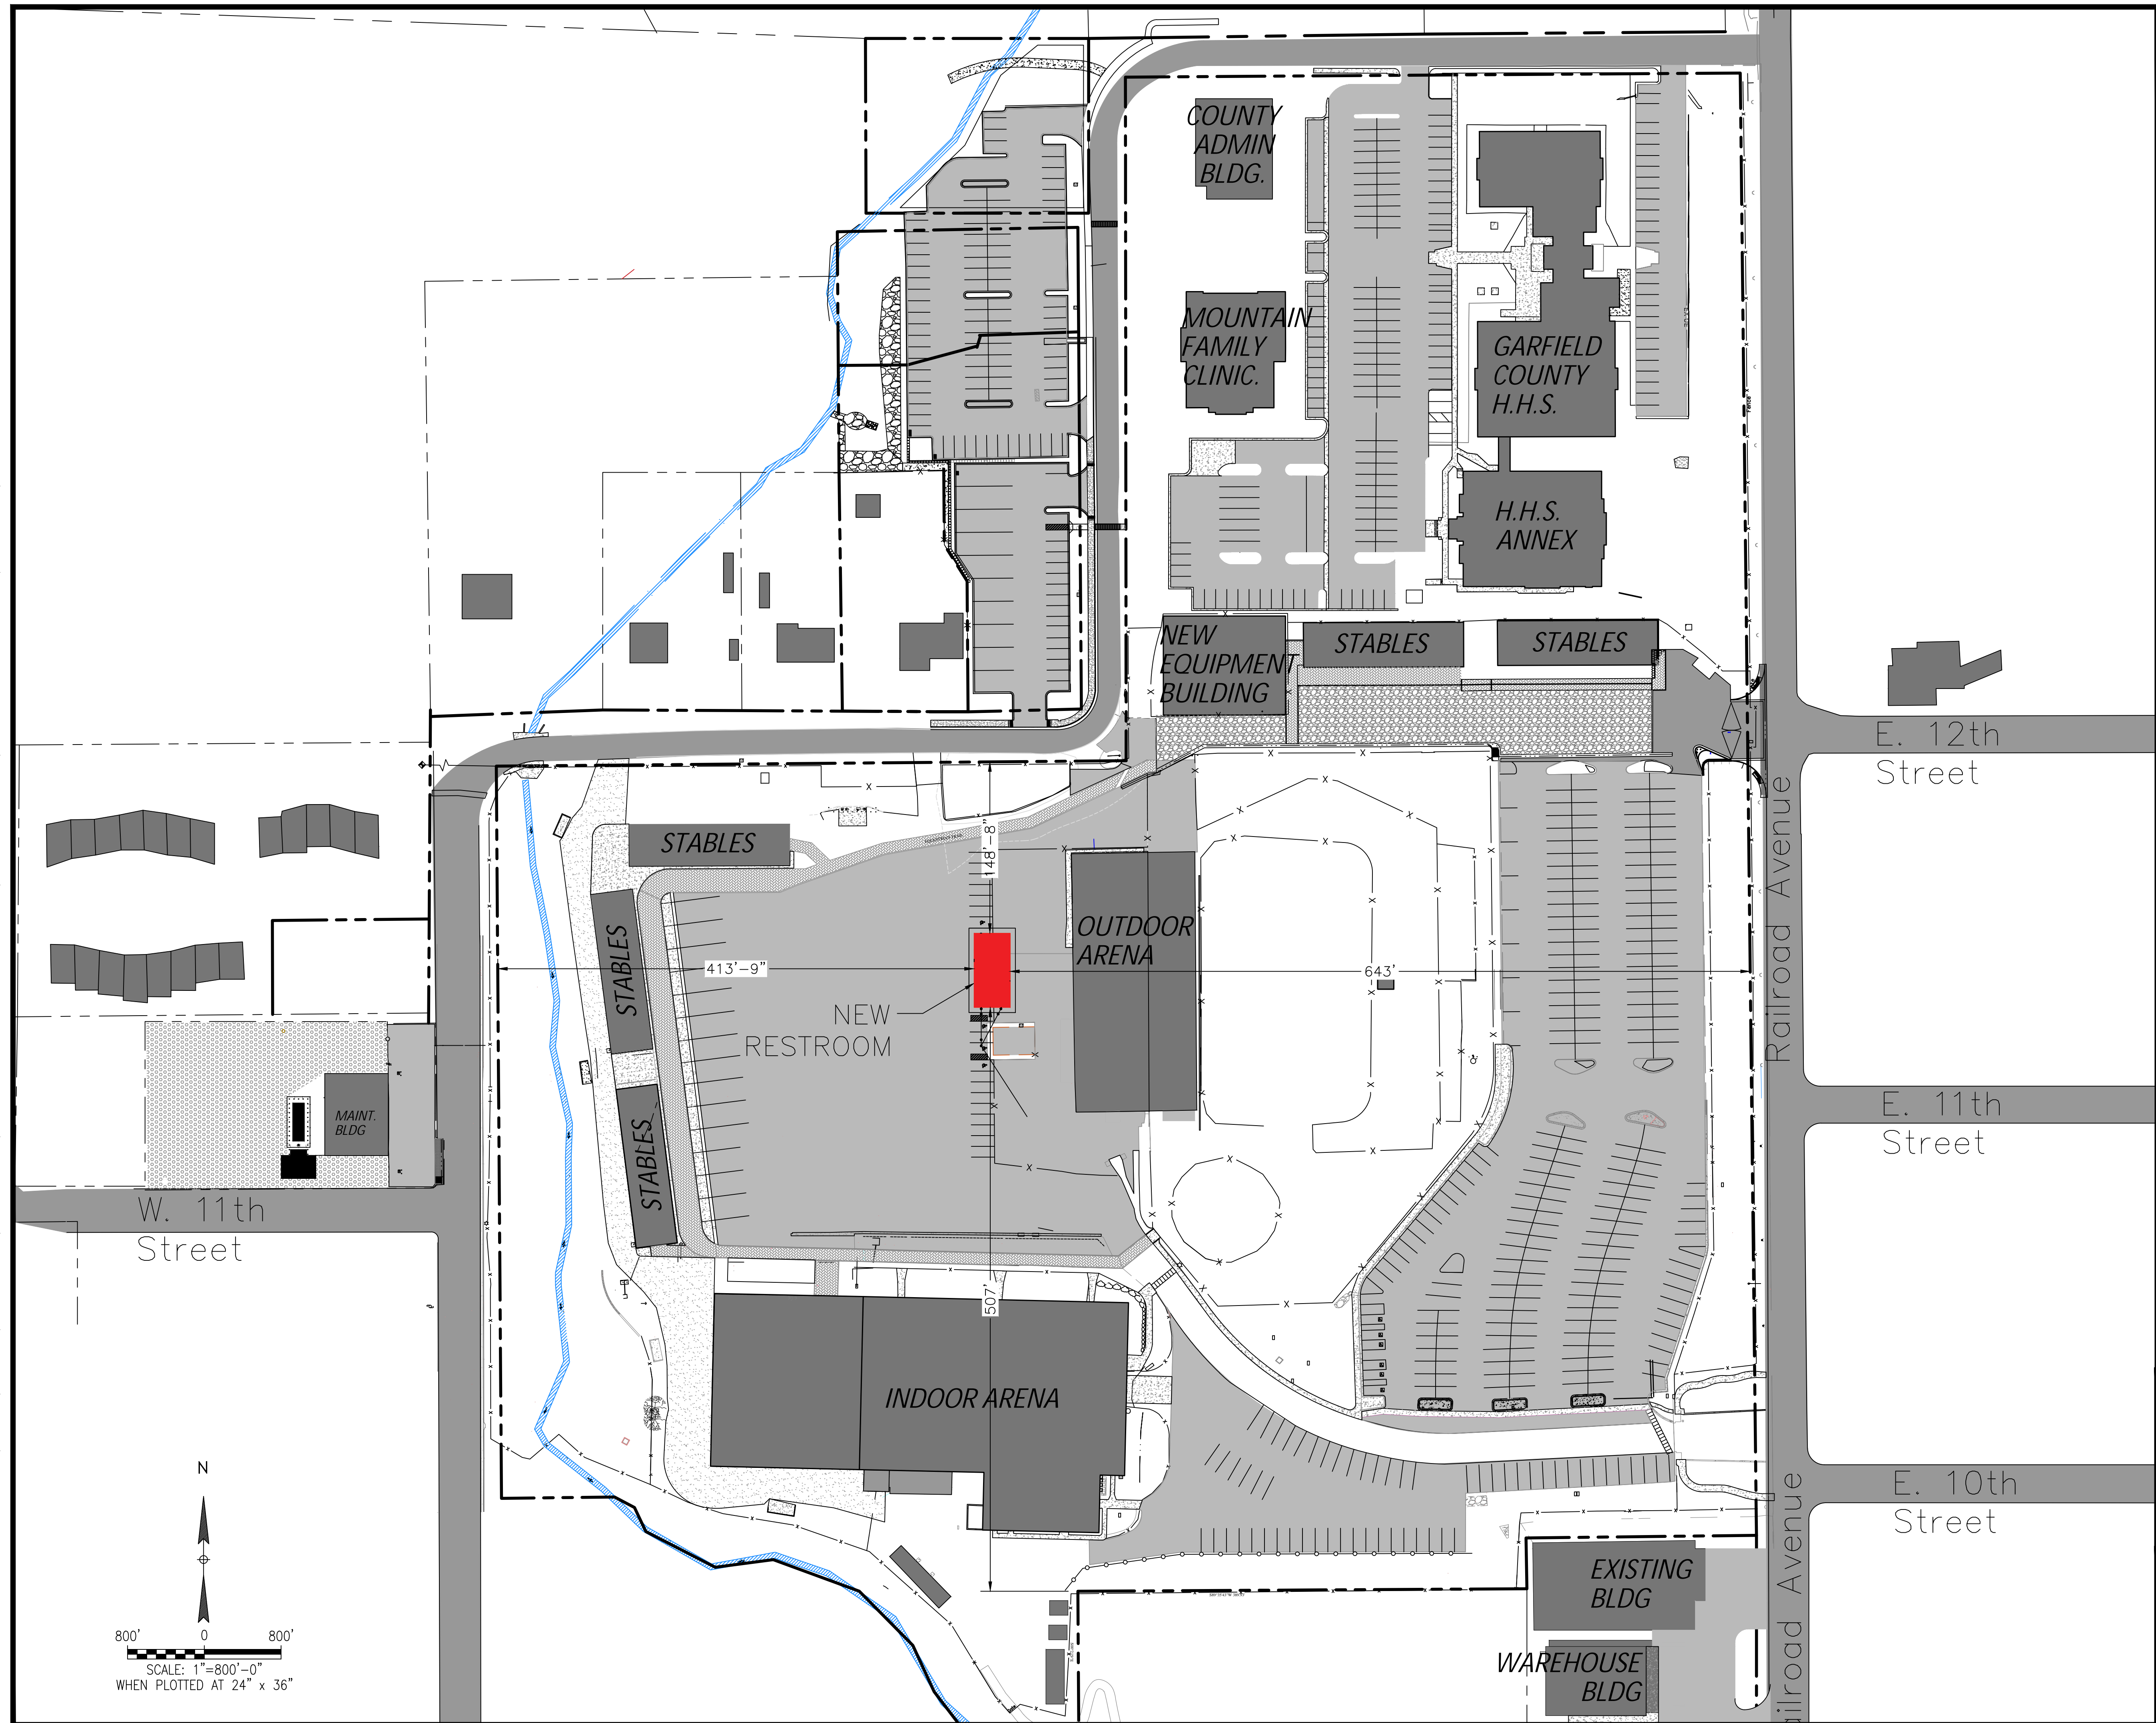 COUNTY
ADMIN
BLDG.
MOUNTAIN
FAMILY
CLINIC.
GARFIELD
COUNTY
H.H.S.
H.H.S.
ANNEX
NEW
EQUIPMENT
BUILDING
STABLES
STABLES
E. 12th
Street
Railroad Avenue
STABLES
148'-8"
OUTDOOR
ARENA
STABLES
413'-9"
643'
NEW
RESTROOM
STABLES
MAINT.
BLDG
E. 11th
Street
W. 11th
Street
507'
INDOOR ARENA
E. 10th
Street
N
800'
0
800'
SCALE: 1"=800'-0"
WHEN PLOTTED AT 24" x 36"
EXISTING
BLDG
WAREHOUSE
BLDG
ailroad Avenue